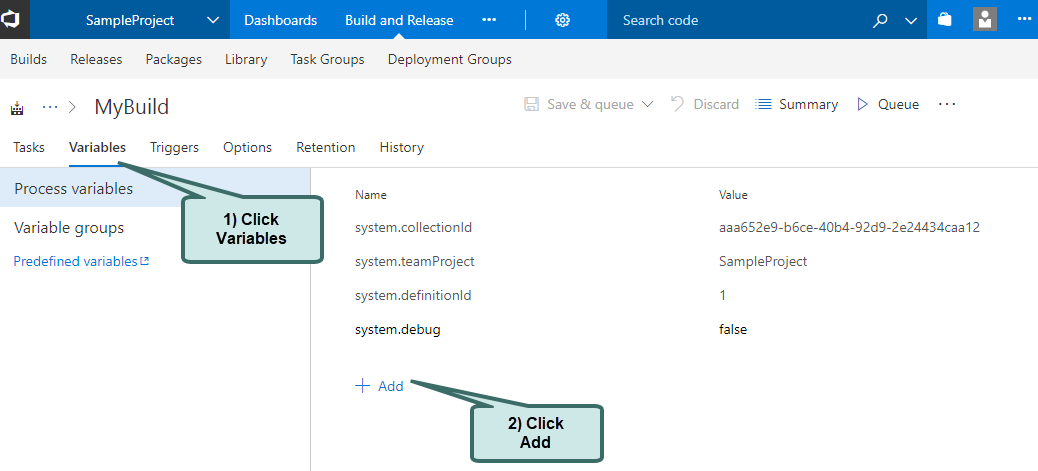 SampleProject Dashboards Build and Release ... Search code ...
Builds Releases Packages Library Task Groups Deployment Groups
... > MyBuild Save & queue Discard Summary Queue ...
Tasks Variables Triggers Options Retention History
Process variables
Variable groups
Predefined variables
1) Click
Variables
Name Value
system.collectionId aaa652e9-b6ce-40b4-92d9-2e24434caa12
system.teamProject SampleProject
system.definitionId 1
system.debug false
+ Add
2) Click
Add